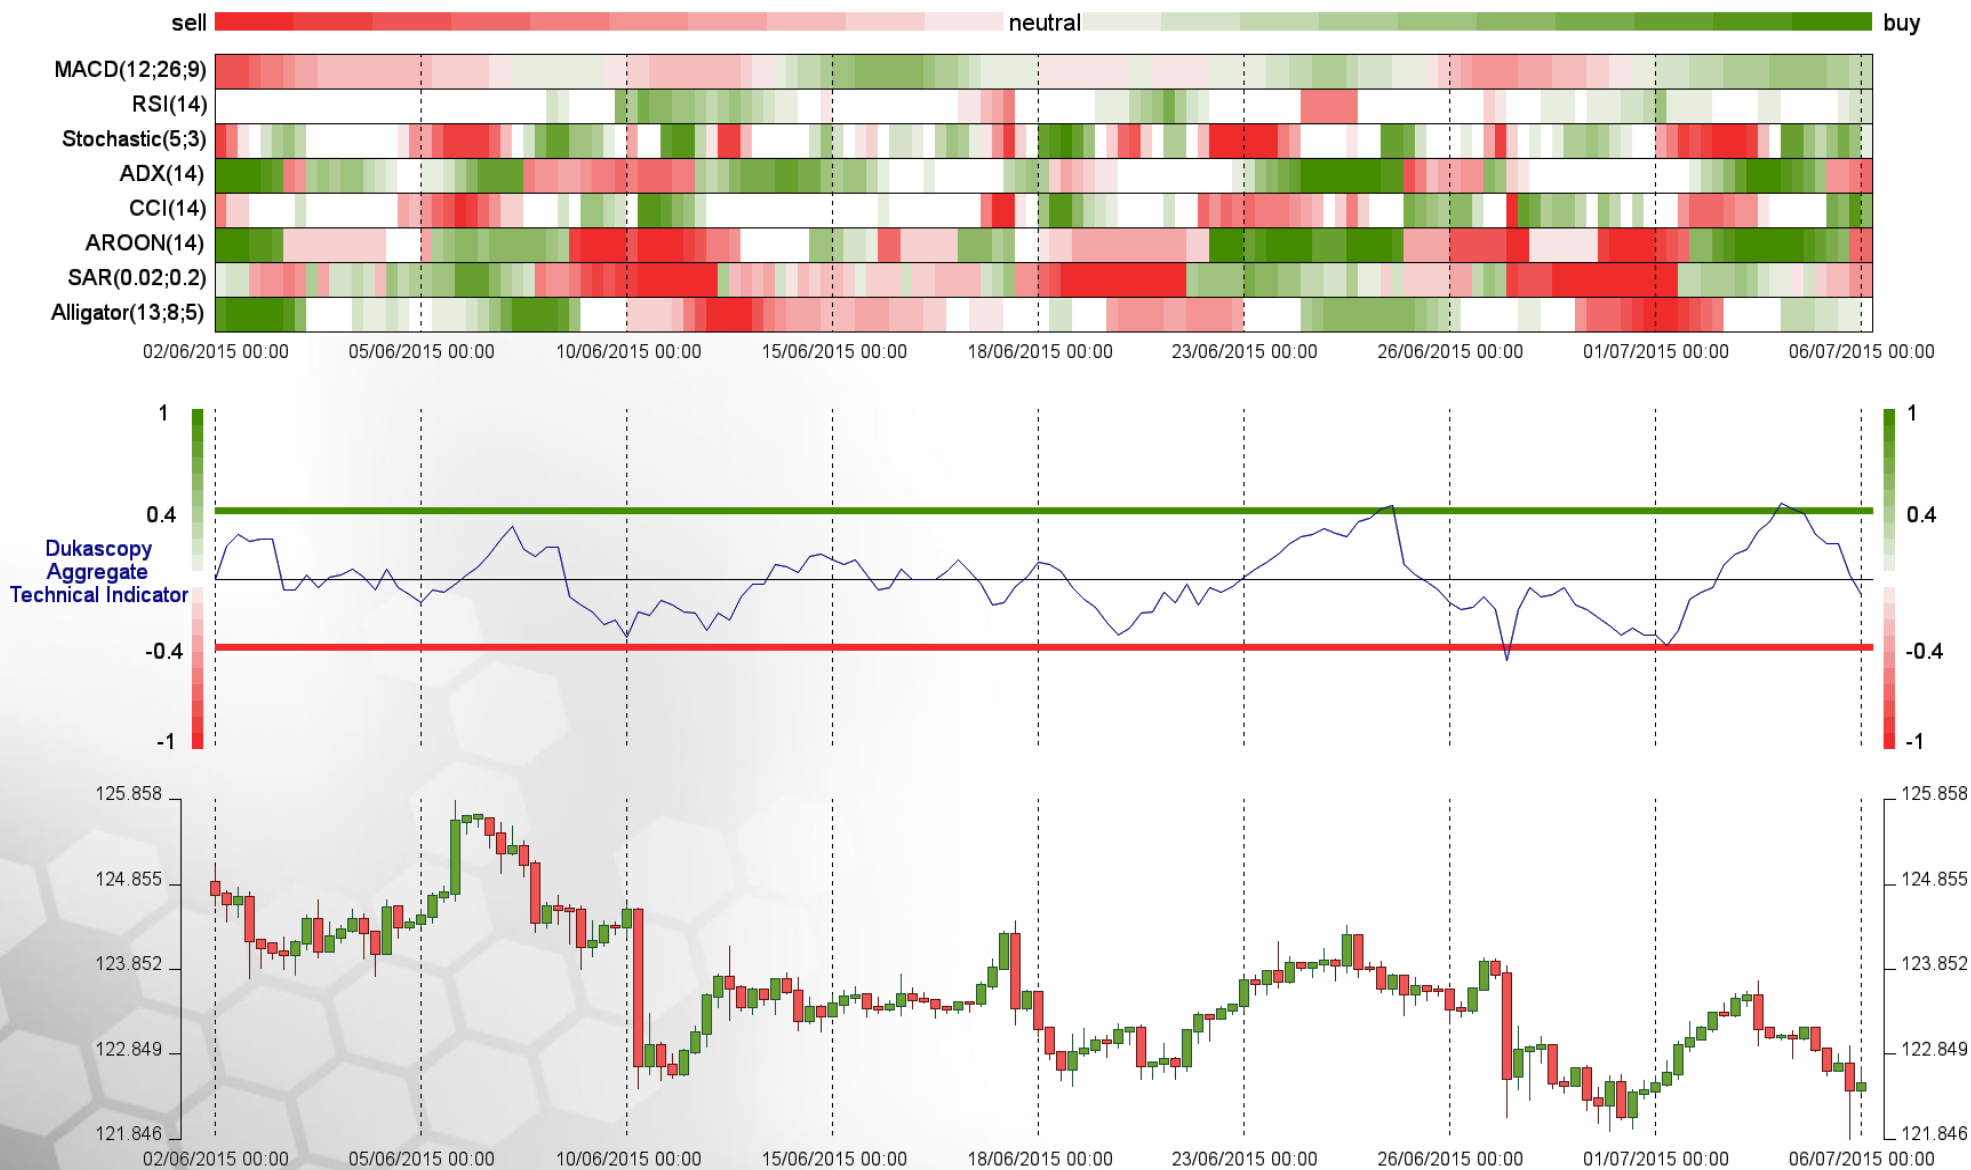 sell neutral buy
MACD(12;26;9)
RSI(14)
Stochastic(5;3)
ADX(14)
CCI(14)
AROON(14)
SAR(0.02;0.2)
Alligator(13;8;5)
02/06/2015 00:00 05/06/2015 00:00 10/06/2015 00:00 15/06/2015 00:00 18/06/2015 00:00 23/06/2015 00:00 26/06/2015 00:00 01/07/2015 00:00 06/07/2015 00:00
1 1
0.4 0.4
Dukascopy
Aggregate
Technical Indicator
-0.4 -0.4
-1 -1
125.858 125.858
124.855 124.855
123.852 123.852
122.849 122.849
121.846 121.846
02/06/2015 00:00 05/06/2015 00:00 10/06/2015 00:00 15/06/2015 00:00 18/06/2015 00:00 23/06/2015 00:00 26/06/2015 00:00 01/07/2015 00:00 06/07/2015 00:00